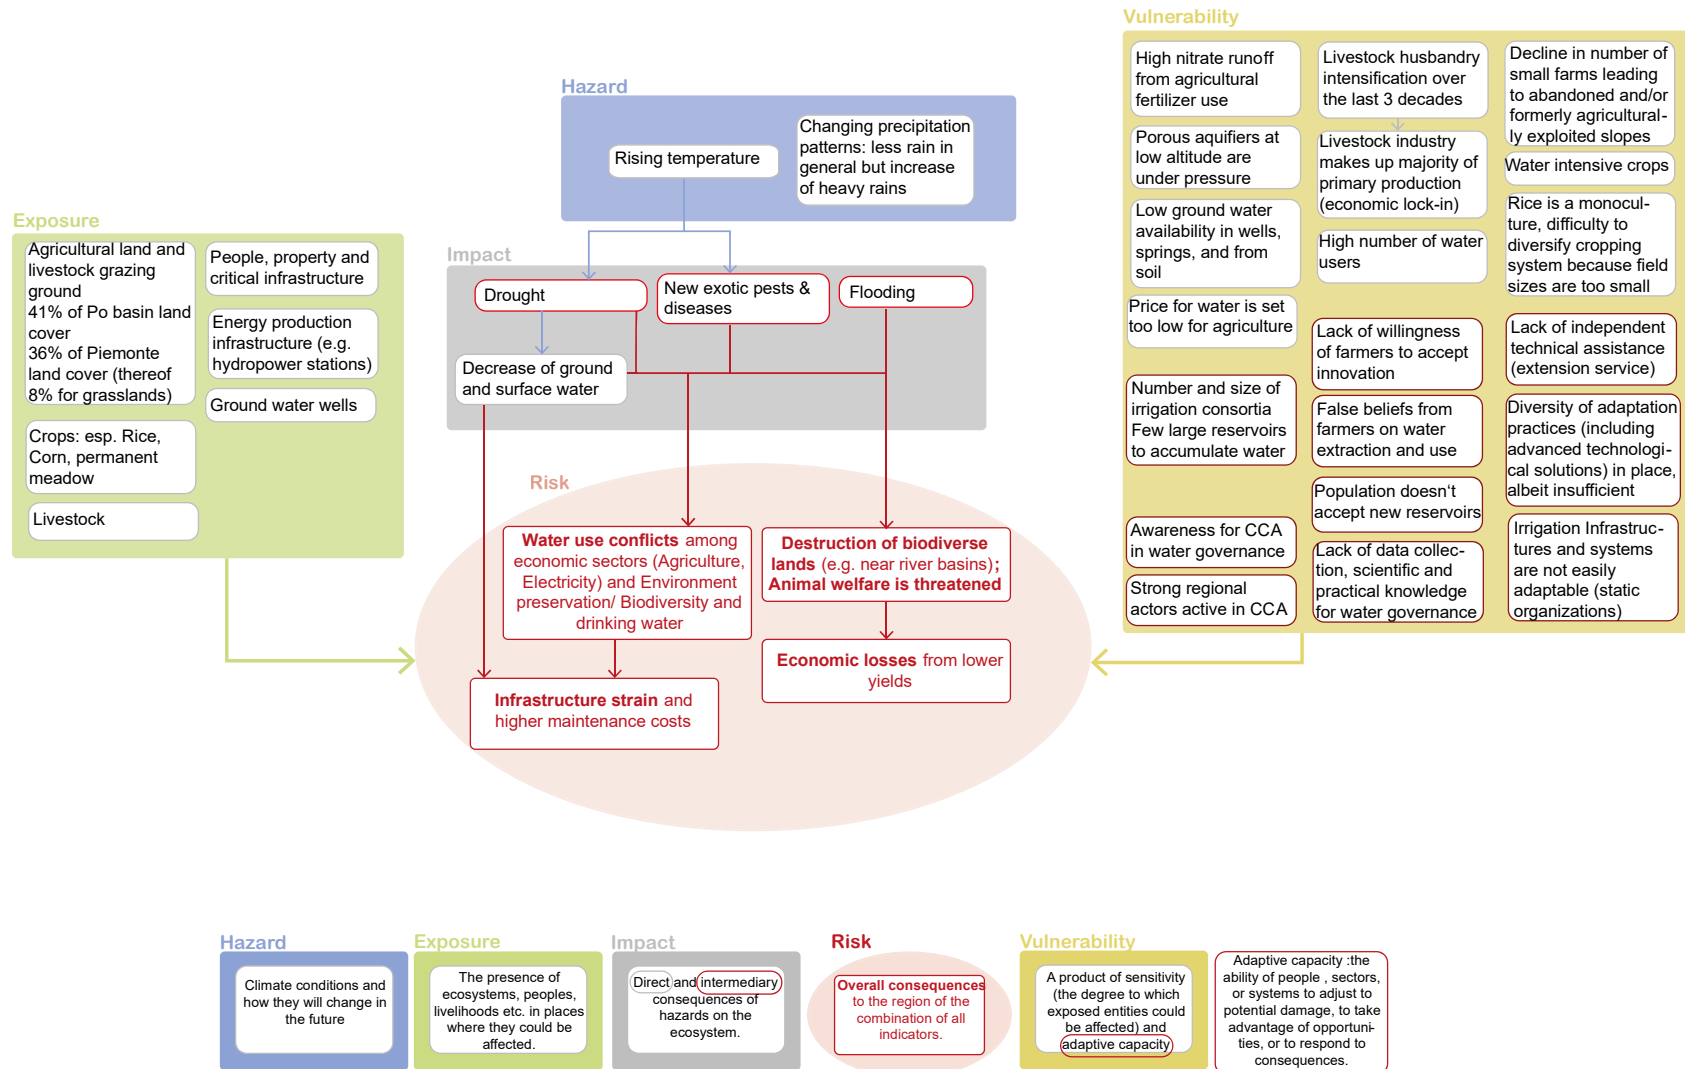 Vulnerability
High nitrate runoff
from agricultural
fertilizer use
Porous aquifiers at
low altitude are
under pressure
Low ground water
availability in wells,
springs, and from
soil
Price for water is set
too low for agriculture
Number and size of
irrigation consortia
Few large reservoirs
to accumulate water
Awareness for CCA
in water governance
Strong regional
actors active in CCA
Livestock husbandry
intensification over
the last 3 decades
Livestock industry
makes up majority of
primary production
(economic lock-in)
High number of water
users
Lack of willingness
of farmers to accept
innovation
False beliefs from
farmers on water
extraction and use
Population doesn‘t
accept new reservoirs
Lack of data collec-
tion, scientific and
practical knowledge
for water governance
Decline in number of
small farms leading
to abandoned and/or
formerly agricultural-
ly exploited slopes
Water intensive crops
Rice is a monocul-
ture, difficulty to
diversify cropping
system because field
sizes are too small
Lack of independent
technical assistance
(extension service)
Diversity of adaptation
practices (including
advanced technologi-
cal solutions) in place,
albeit insufficient
Irrigation Infrastruc-
tures and systems
are not easily
adaptable (static
organizations)
Hazard
Rising temperature
Changing precipitation
patterns: less rain in
general but increase
of heavy rains
Exposure
Agricultural land and
livestock grazing
ground
41% of Po basin land
cover
36% of Piemonte
land cover (thereof
8% for grasslands)
Crops: esp. Rice,
Corn, permanent
meadow
Livestock
People, property and
critical infrastructure
Energy production
infrastructure (e.g.
hydropower stations)
Ground water wells
Impact
Drought
New exotic pests &
diseases
Flooding
Decrease of ground
and surface water
Risk
Water use conflicts among
economic sectors (Agriculture,
Electricity) and Environment
preservation/ Biodiversity and
drinking water
Destruction of biodiverse
lands (e.g. near river basins);
Animal welfare is threatened
Economic losses from lower
yields
Infrastructure strain and
higher maintenance costs
Hazard
Climate conditions and
how they will change in
the future
Exposure
The presence of
ecosystems, peoples,
livelihoods etc. in places
where they could be
affected.
Impact
Direct and intermediary
consequences of
hazards on the
ecosystem.
Risk
Overall consequences
to the region of the
combination of all
indicators.
Vulnerability
A product of sensitivity
(the degree to which
exposed entities could
be affected) and
adaptive capacity
Adaptive capacity :the
ability of people , sectors,
or systems to adjust to
potential damage, to take
advantage of opportuni-
ties, or to respond to
consequences.